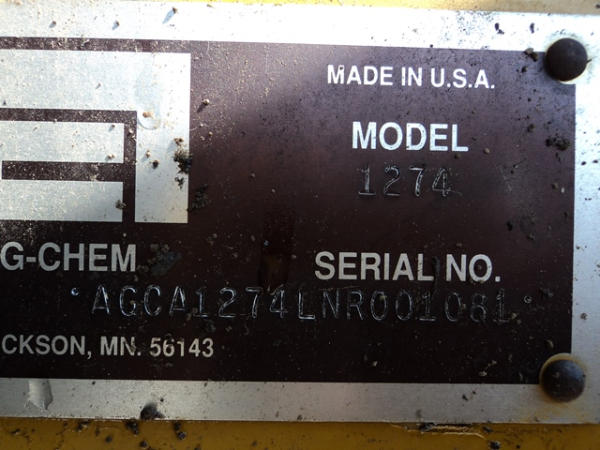 MADE IN U.S.A.
MODEL
1274
G-CHEM
SERIAL NO.
*AGCA1274LNR001081*
CKSON, MN. 56143